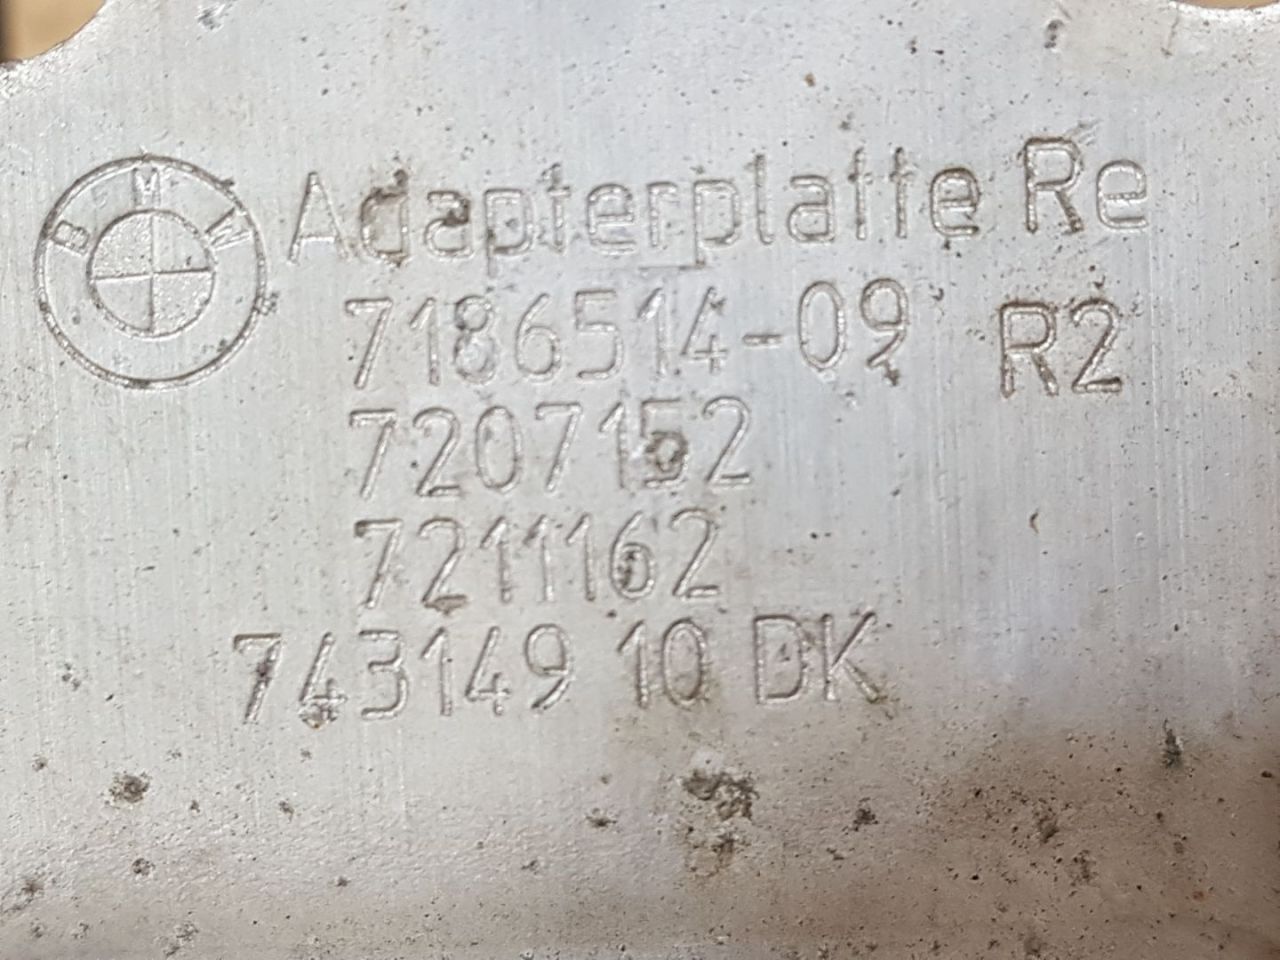 BMW
Adapterplatte Re
7186514-09 R2
7207152
7211162
743149 10 DK